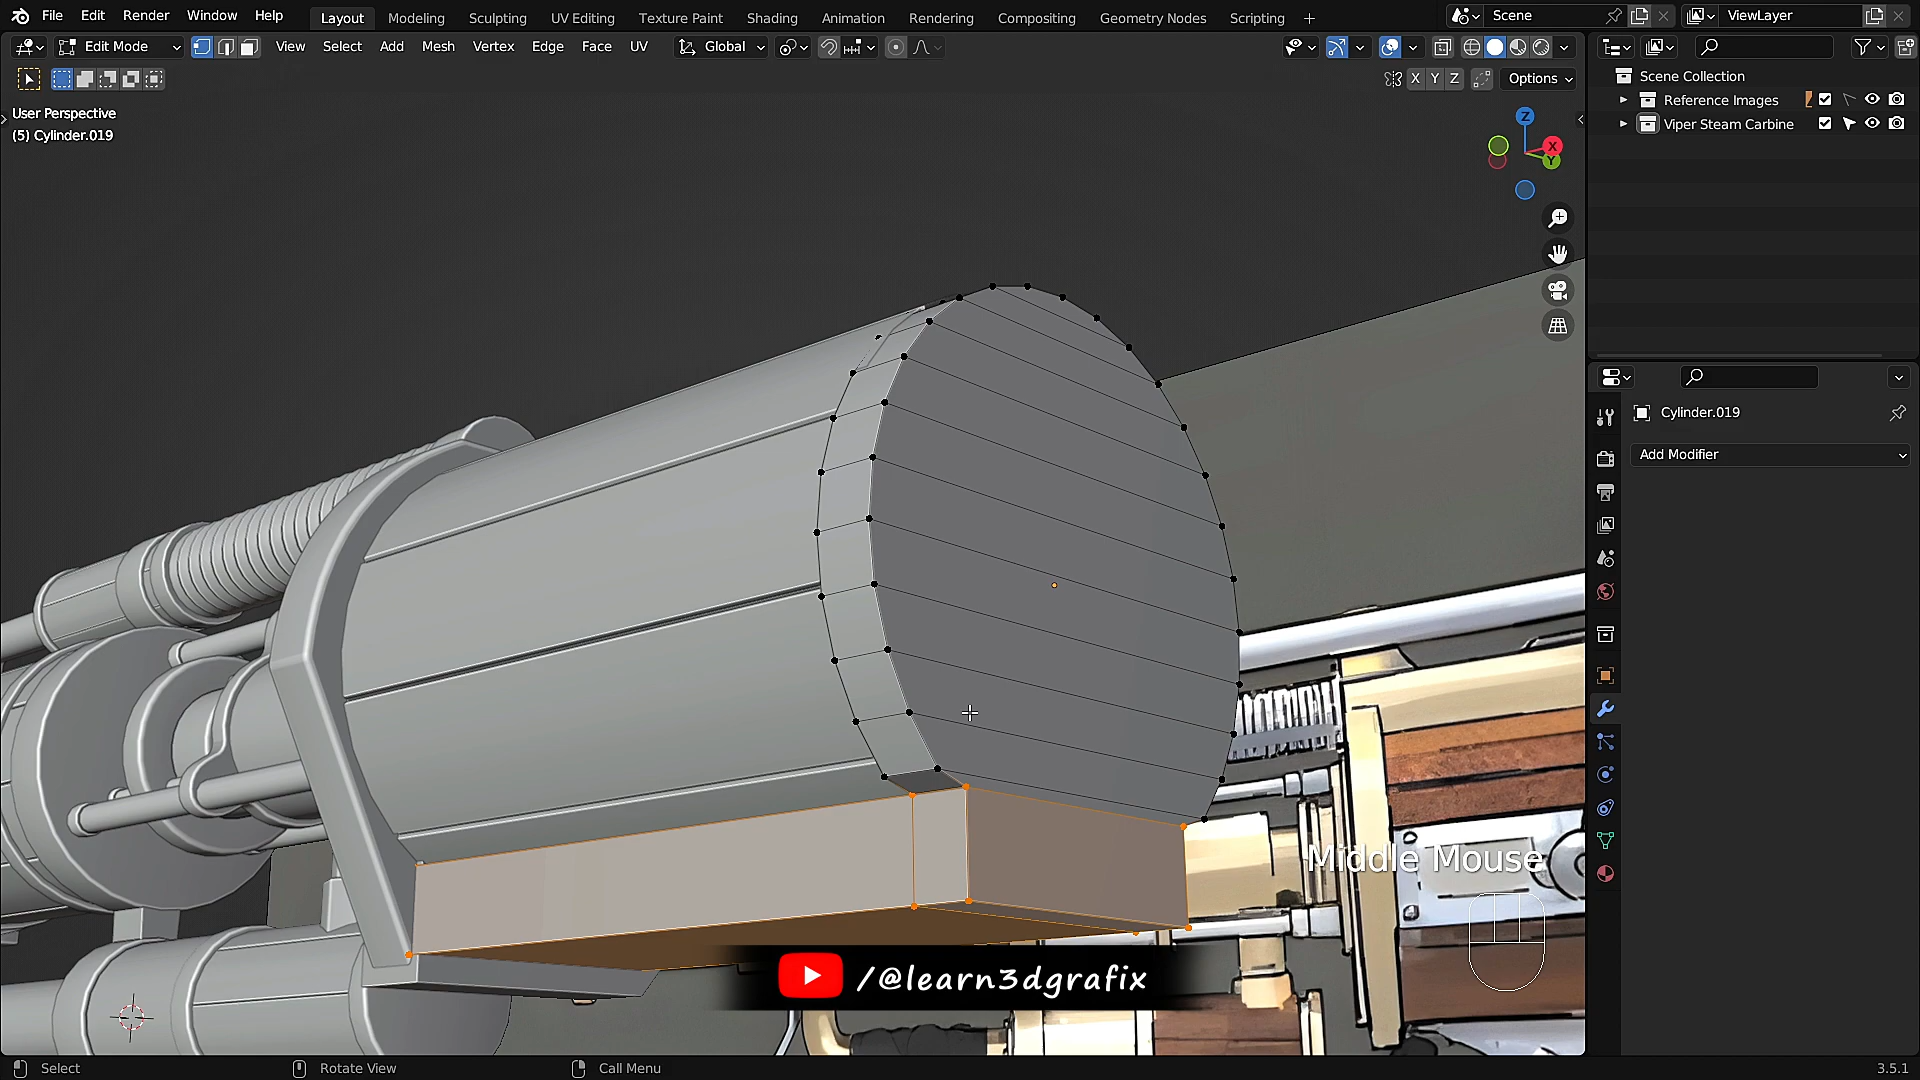 File Edit Render Window Help Layout Modeling Sculpting UV Editing Texture Paint Shading Animation Rendering Compositing Geometry Nodes Scripting + Scene ViewLayer
Edit Mode View Select Add Mesh Vertex Edge Face UV Global
X Y Z Options
User Perspective
(5) Cylinder.019
Z
X
Y
Scene Collection
Reference Images
Viper Steam Carbine
Cylinder.019
Add Modifier
Middle Mouse
/@learn3dgrafix
Select Rotate View Call Menu 3.5.1